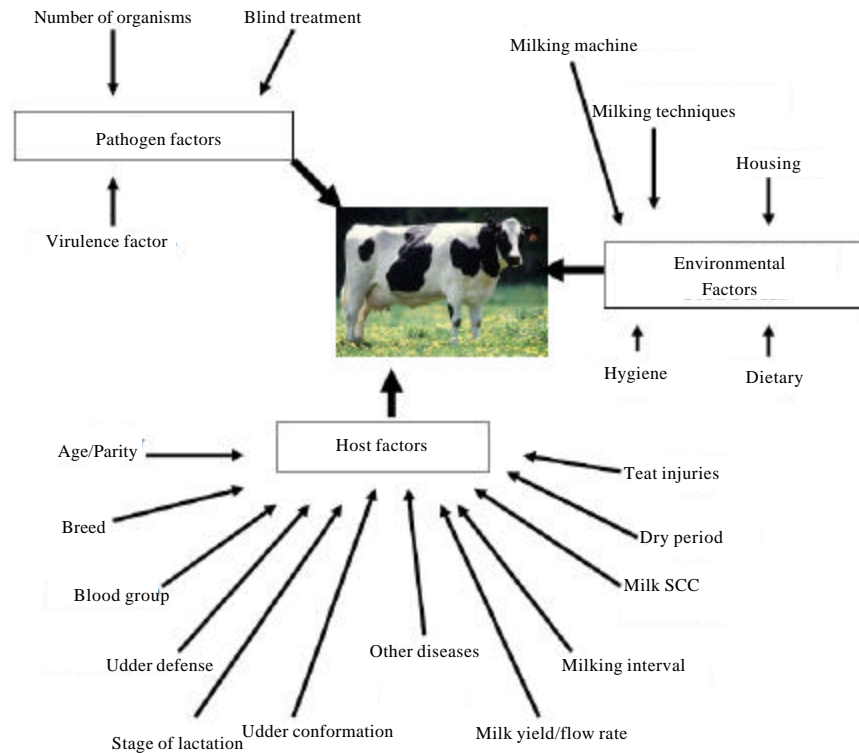 Number of organisms
Blind treatment
Milking machine
Pathogen factors
Milking techniques
Housing
Virulence factor
Environmental
Factors
Hygiene
Dietary
Host factors
Age/Parity
Teat injuries
Breed
Dry period
Blood group
Milk SCC
Udder defense
Other diseases
Milking interval
Stage of lactation
Udder conformation
Milk yield/flow rate